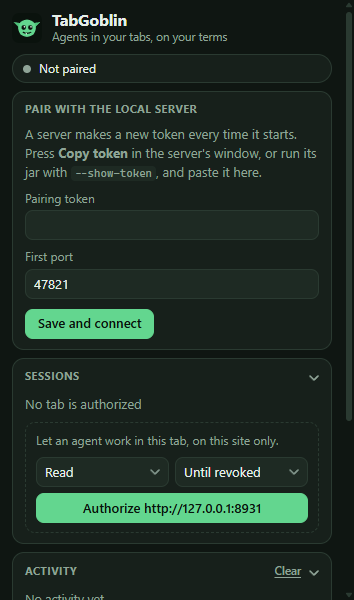 TabGoblin
Agents in your tabs, on your terms
Not paired
PAIR WITH THE LOCAL SERVER
A server makes a new token every time it starts.
Press Copy token in the server's window, or run its
jar with --show-token, and paste it here.
Pairing token
First port
47821
Save and connect
SESSIONS
No tab is authorized
Let an agent work in this tab, on this site only.
Read
Until revoked
Authorize http://127.0.0.1:8931
ACTIVITY
Clear
No activity yet